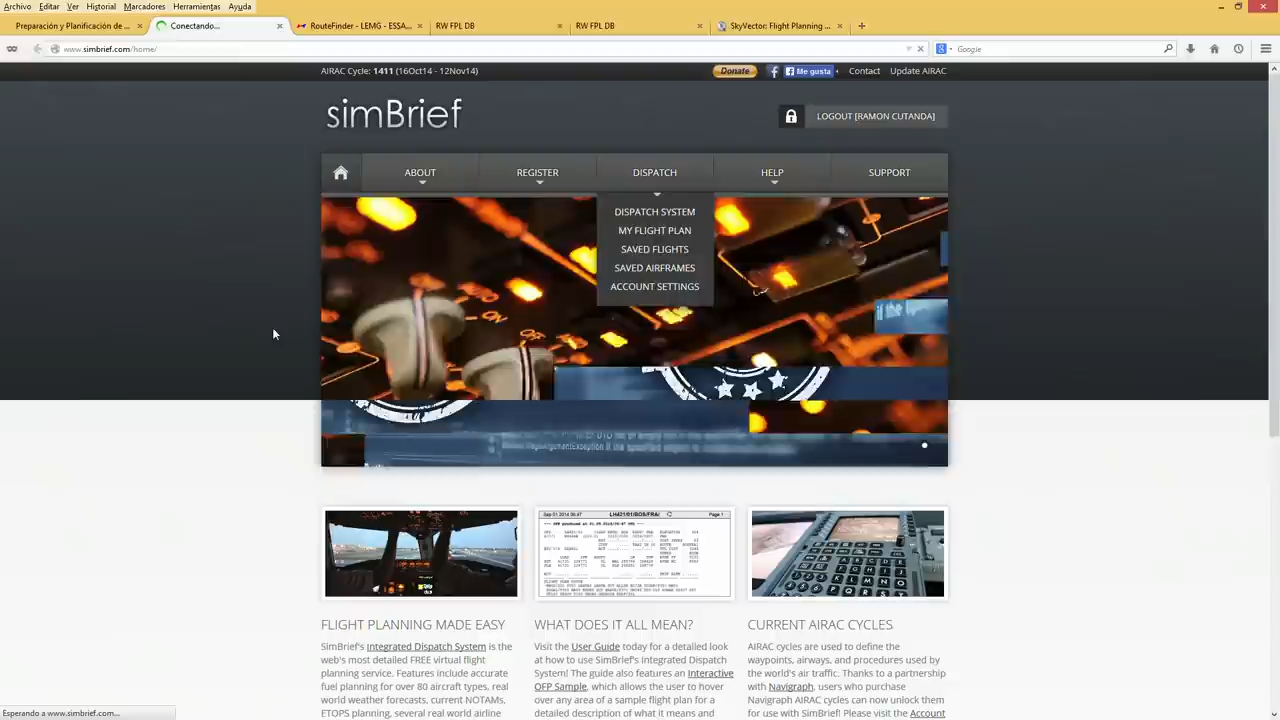 Archivo Editar Ver Historial Marcadores Herramientas Ayuda
Preparación y Planificación de ... × Conectando... × RouteFinder - LEMG - ESSA... × RW FPL DB × RW FPL DB × SkyVector: Flight Planning ... × +
www.simbrief.com/home/ Google
AIRAC Cycle: 1411 (16Oct14 - 12Nov14) Donate Me gusta Contact Update AIRAC
simBrief
LOGOUT [RAMON CUTANDA]
ABOUT REGISTER DISPATCH HELP SUPPORT
DISPATCH SYSTEM
MY FLIGHT PLAN
SAVED FLIGHTS
SAVED AIRFRAMES
ACCOUNT SETTINGS
FLIGHT PLANNING MADE EASY
SimBrief's Integrated Dispatch System is the
web's most detailed FREE virtual flight
planning service. Features include accurate
fuel planning for over 80 aircraft types, real
world weather forecasts, current NOTAMs,
ETOPS planning, several real world airline
WHAT DOES IT ALL MEAN?
Visit the User Guide today for a detailed look
at how to use SimBrief's Integrated Dispatch
System! The guide also features an Interactive
OFP Sample, which allows the user to hover
over any area of a sample flight plan for a
detailed description of what it means and
CURRENT AIRAC CYCLES
AIRAC cycles are used to define the
waypoints, airways, and procedures used by
the world's air traffic. Thanks to a partnership
with Navigraph, users who purchase
Navigraph AIRAC cycles can now unlock them
for use with SimBrief! Please visit the Account
Esperando a www.simbrief.com...